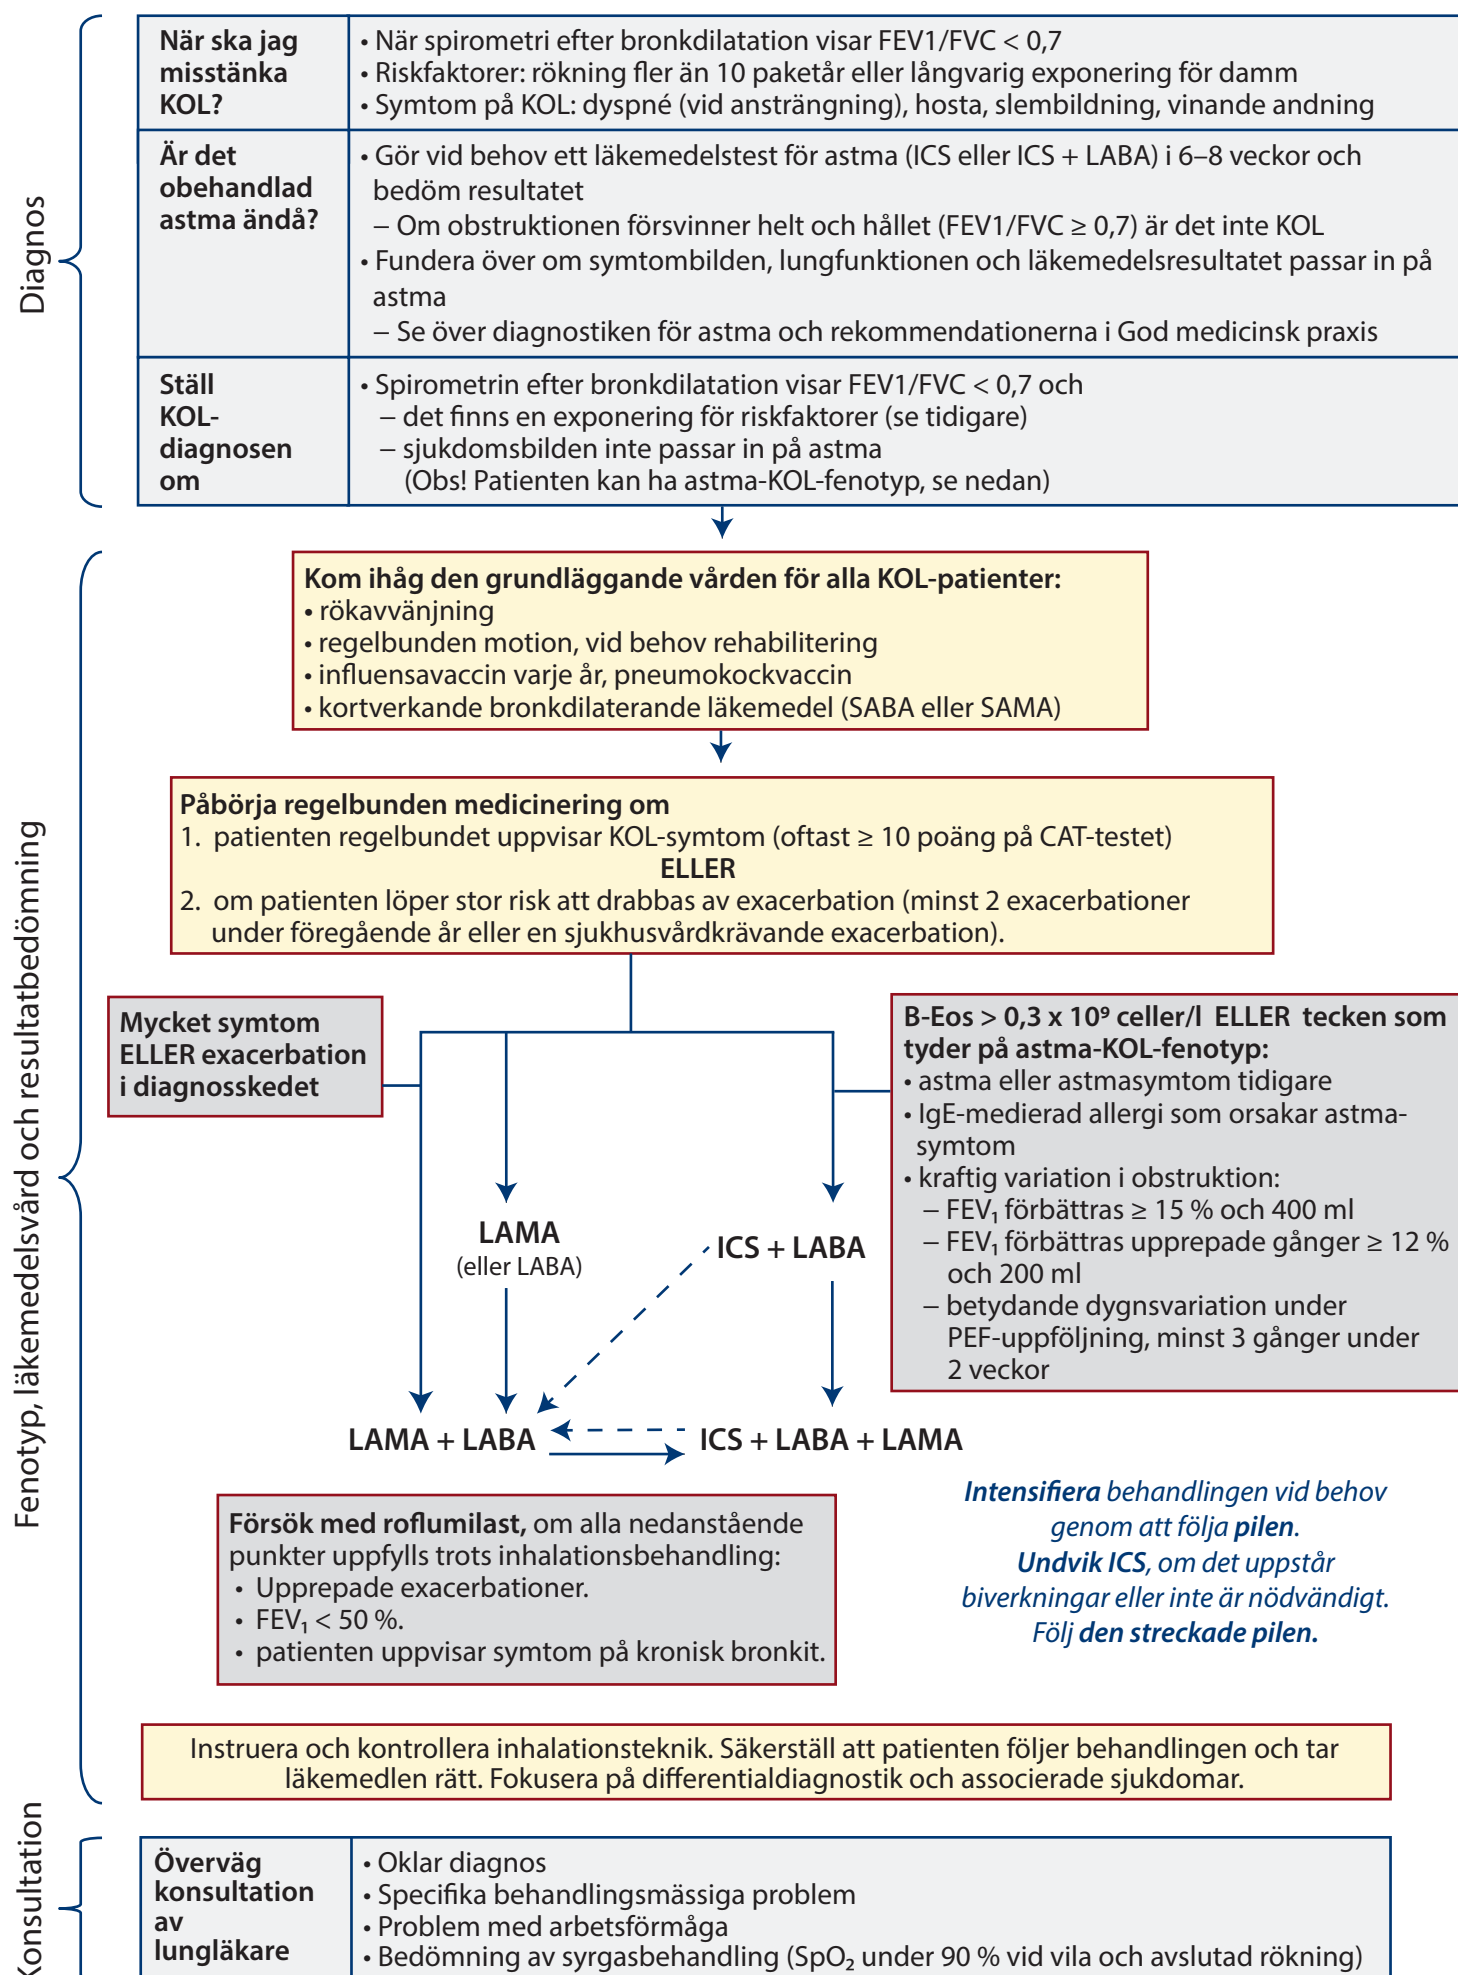 Diagnos
När ska jag
misstänka
KOL?
• När spirometri efter bronkdilatation visar FEV1/FVC < 0,7
• Riskfaktorer: rökning fler än 10 paketår eller långvarig exponering för damm
• Symtom på KOL: dyspné (vid ansträngning), hosta, slembildning, vinande andning
Är det
obehandlad
astma ändå?
• Gör vid behov ett läkemedelstest för astma (ICS eller ICS + LABA) i 6–8 veckor och
bedöm resultatet
– Om obstruktionen försvinner helt och hållet (FEV1/FVC ≥ 0,7) är det inte KOL
• Fundera över om symtombilden, lungfunktionen och läkemedelsresultatet passar in på
astma
– Se över diagnostiken för astma och rekommendationerna i God medicinsk praxis
Ställ
KOL-
diagnosen
om
• Spirometrin efter bronkdilatation visar FEV1/FVC < 0,7 och
– det finns en exponering för riskfaktorer (se tidigare)
– sjukdomsbilden inte passar in på astma
(Obs! Patienten kan ha astma-KOL-fenotyp, se nedan)
Fenotyp, läkemedelsvård och resultatbedömning
Kom ihåg den grundläggande vården för alla KOL-patienter:
• rökavvänjning
• regelbunden motion, vid behov rehabilitering
• influensavaccin varje år, pneumokockvaccin
• kortverkande bronkdilaterande läkemedel (SABA eller SAMA)
Påbörja regelbunden medicinering om
1. patienten regelbundet uppvisar KOL-symtom (oftast ≥ 10 poäng på CAT-testet)
ELLER
2. om patienten löper stor risk att drabbas av exacerbation (minst 2 exacerbationer
under föregående år eller en sjukhusvårdkrävande exacerbation).
Mycket symtom
ELLER exacerbation
i diagnosskedet
B-Eos > 0,3 x 10⁹ celler/l ELLER tecken som
tyder på astma-KOL-fenotyp:
• astma eller astmasymtom tidigare
• IgE-medierad allergi som orsakar astma-
symtom
• kraftig variation i obstruktion:
– FEV₁ förbättras ≥ 15 % och 400 ml
– FEV₁ förbättras upprepade gånger ≥ 12 %
och 200 ml
– betydande dygnsvariation under
PEF-uppföljning, minst 3 gånger under
2 veckor
LAMA
(eller LABA)
ICS + LABA
LAMA + LABA
ICS + LABA + LAMA
Försök med roflumilast, om alla nedanstående
punkter uppfylls trots inhalationsbehandling:
• Upprepade exacerbationer.
• FEV₁ < 50 %.
• patienten uppvisar symtom på kronisk bronkit.
Intensifiera behandlingen vid behov
genom att följa pilen.
Undvik ICS, om det uppstår
biverkningar eller inte är nödvändigt.
Följ den streckade pilen.
Instruera och kontrollera inhalationsteknik. Säkerställ att patienten följer behandlingen och tar
läkemedlen rätt. Fokusera på differentialdiagnostik och associerade sjukdomar.
Konsultation
Överväg
konsultation
av
lungläkare
• Oklar diagnos
• Specifika behandlingsmässiga problem
• Problem med arbetsförmåga
• Bedömning av syrgasbehandling (SpO₂ under 90 % vid vila och avslutad rökning)